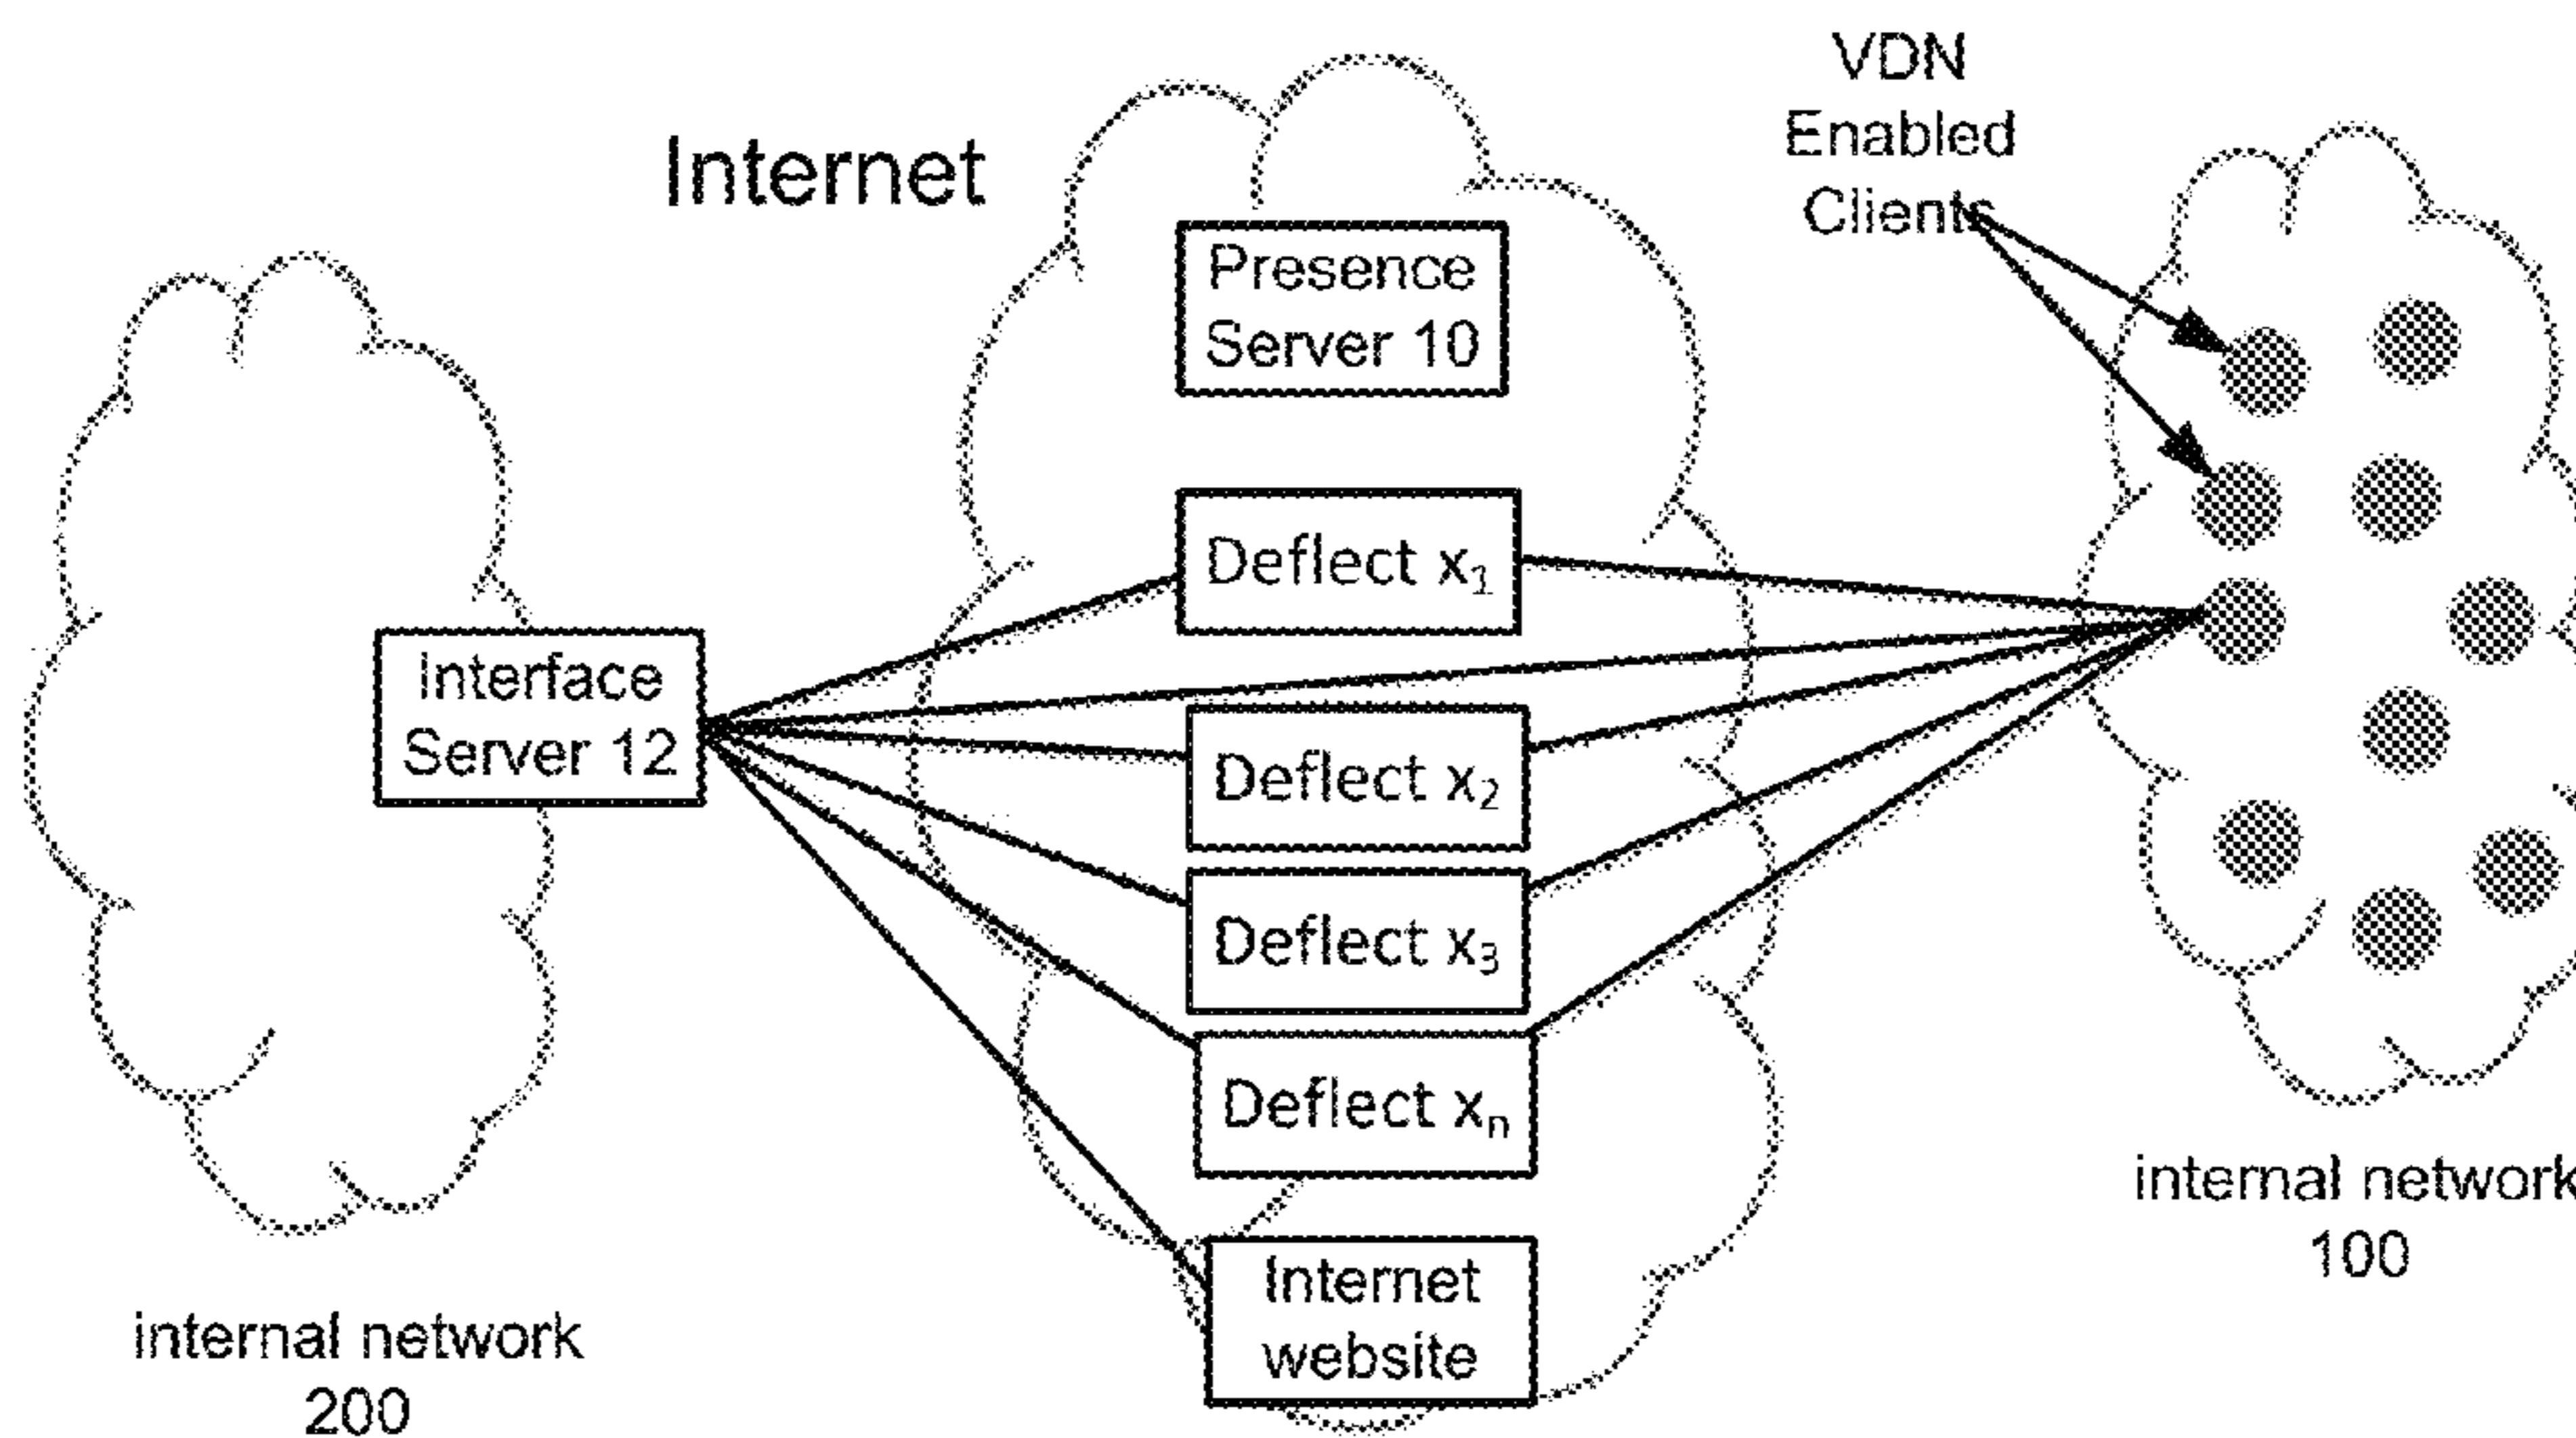 Internet
VDN
Enabled
Clients
Presence
Server 10
Deflect x₁
Interface
Server 12
Deflect x₂
Deflect x₃
Deflect xₙ
Internet
website
internal network
200
internal network
100